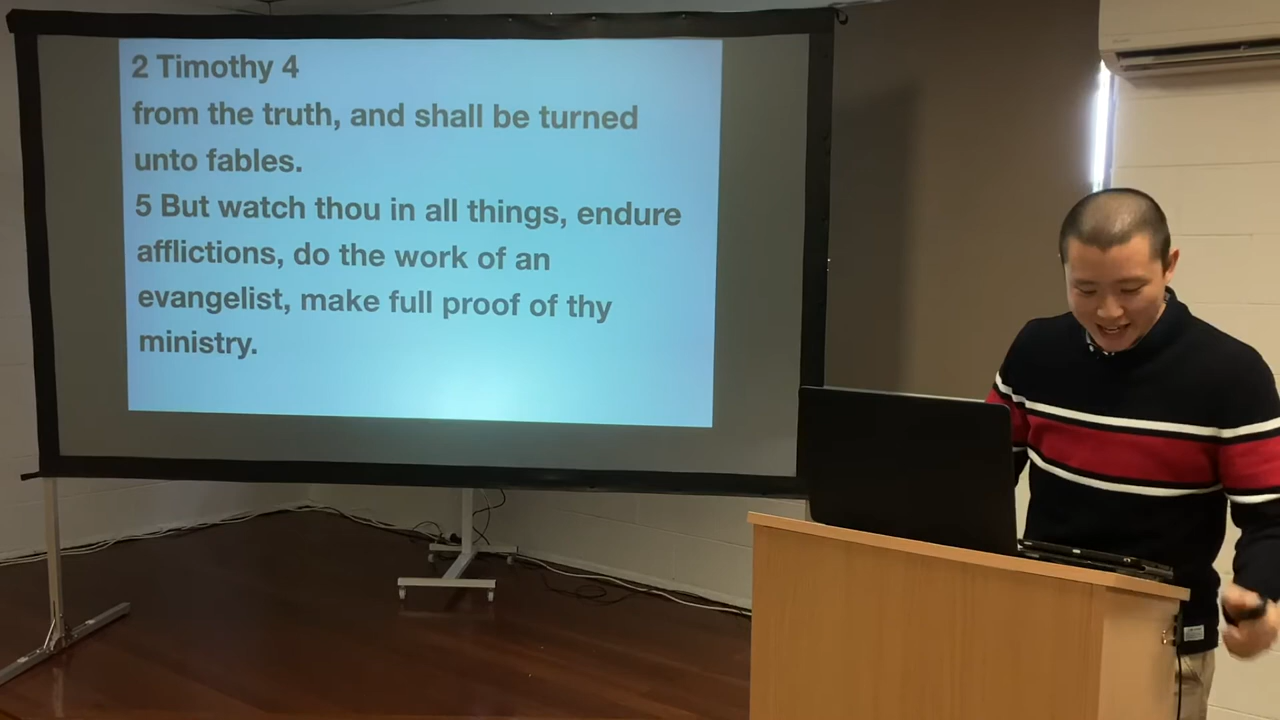 2 Timothy 4
from the truth, and shall be turned
unto fables.
5 But watch thou in all things, endure
afflictions, do the work of an
evangelist, make full proof of thy
ministry.